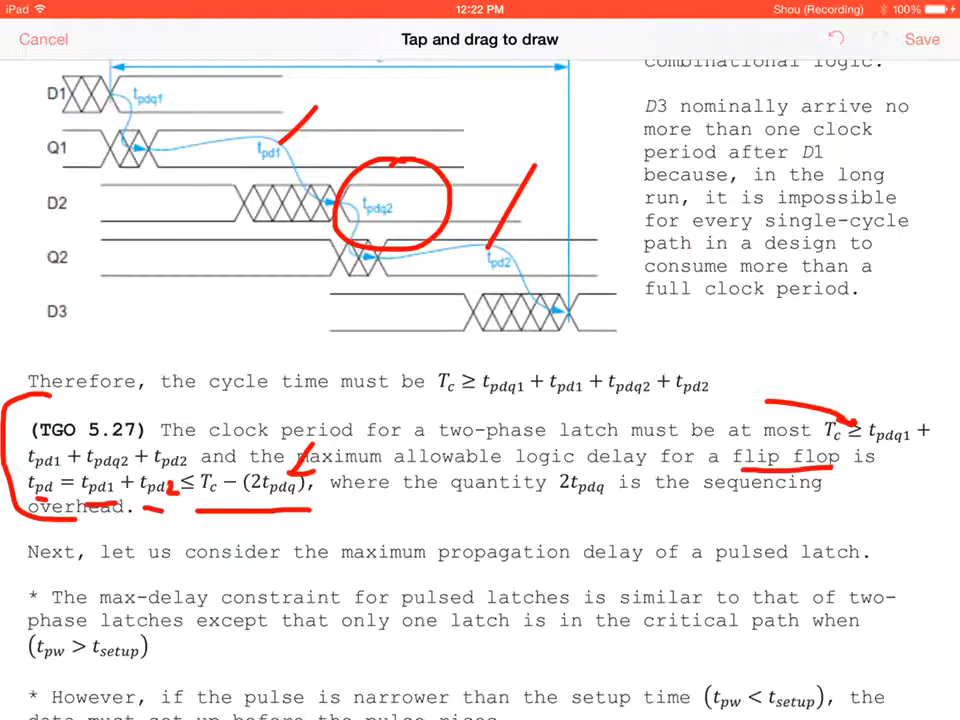 iPad 12:22 PM Shou (Recording) 100%
Cancel Tap and drag to draw Save
combinational logic.
D1 tpdq1
Q1 tpd1
D2 tpdq2
Q2 tpd2
D3
D3 nominally arrive no
more than one clock
period after D1
because, in the long
run, it is impossible
for every single-cycle
path in a design to
consume more than a
full clock period.
Therefore, the cycle time must be Tc ≥ tpdq1 + tpd1 + tpdq2 + tpd2
(TGO 5.27) The clock period for a two-phase latch must be at most Tc ≥ tpdq1 +
tpd1 + tpdq2 + tpd2 and the maximum allowable logic delay for a flip flop is
tpd = tpd1 + tpd2 ≤ Tc − (2tpdq), where the quantity 2tpdq is the sequencing
overhead.
Next, let us consider the maximum propagation delay of a pulsed latch.
* The max-delay constraint for pulsed latches is similar to that of two-
phase latches except that only one latch is in the critical path when
(tpw > tsetup)
* However, if the pulse is narrower than the setup time (tpw < tsetup), the
data must set up before the pulse rises